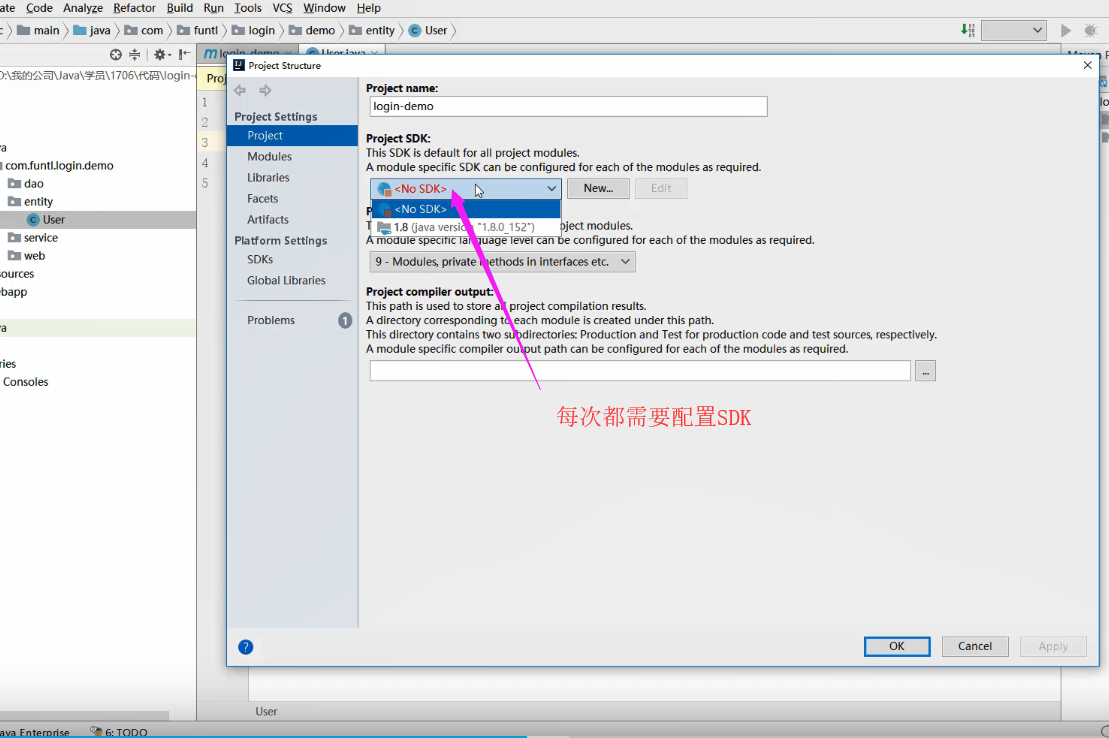 ate Code Analyze Refactor Build Run Tools VCS Window Help
main java com funtl login demo entity User
login-demo User.java
D:\我的公司\Java\学员\1706\代码\login-
Proj
1
2
3
4
5
va
com.funtl.login.demo
dao
entity
User
service
web
sources
ebapp
va
ries
Consoles
Project Structure
Project Settings
Project
Modules
Libraries
Facets
Artifacts
Platform Settings
SDKs
Global Libraries
Problems 1
Project name:
login-demo
Project SDK:
This SDK is default for all project modules.
A module specific SDK can be configured for each of the modules as required.
<No SDK> New... Edit
<No SDK>
1.8 (java version "1.8.0_152") oject modules.
A module specific language level can be configured for each of the modules as required.
9 - Modules, private methods in interfaces etc.
Project compiler output:
This path is used to store all project compilation results.
A directory corresponding to each module is created under this path.
This directory contains two subdirectories: Production and Test for production code and test sources, respectively.
A module specific compiler output path can be configured for each of the modules as required.
...
每次都需要配置SDK
? OK Cancel Apply
User
ava Enterprise 6: TODO